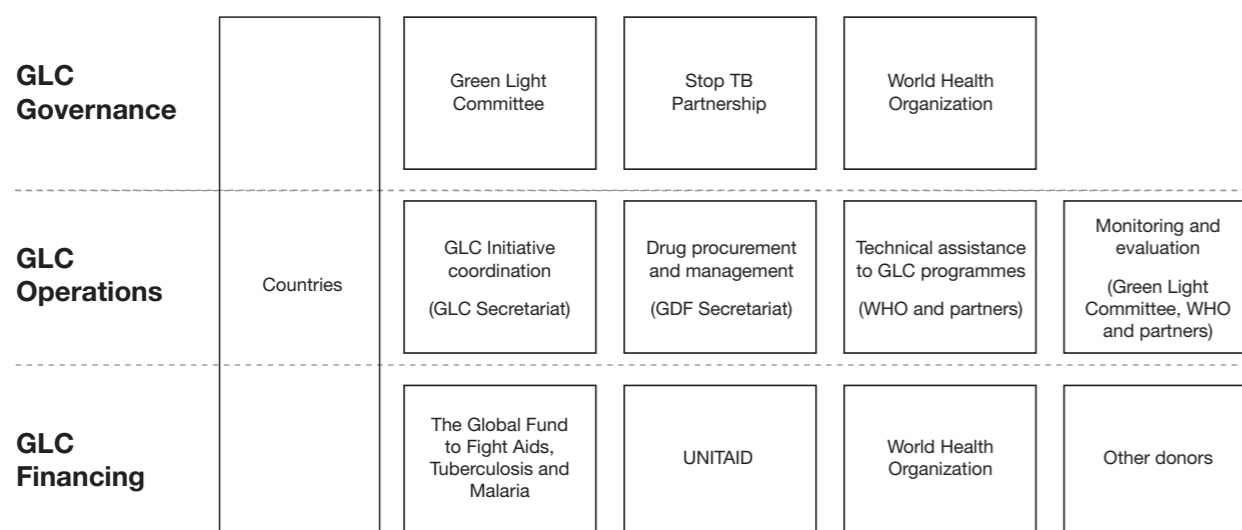 GLC
Governance
Green Light
Committee
Stop TB
Partnership
World Health
Organization
GLC
Operations
Countries
GLC Initiative
coordination
(GLC Secretariat)
Drug procurement
and management
(GDF Secretariat)
Technical assistance
to GLC programmes
(WHO and partners)
Monitoring and
evaluation
(Green Light
Committee, WHO
and partners)
GLC
Financing
The Global Fund
to Fight Aids,
Tuberculosis and
Malaria
UNITAID
World Health
Organization
Other donors